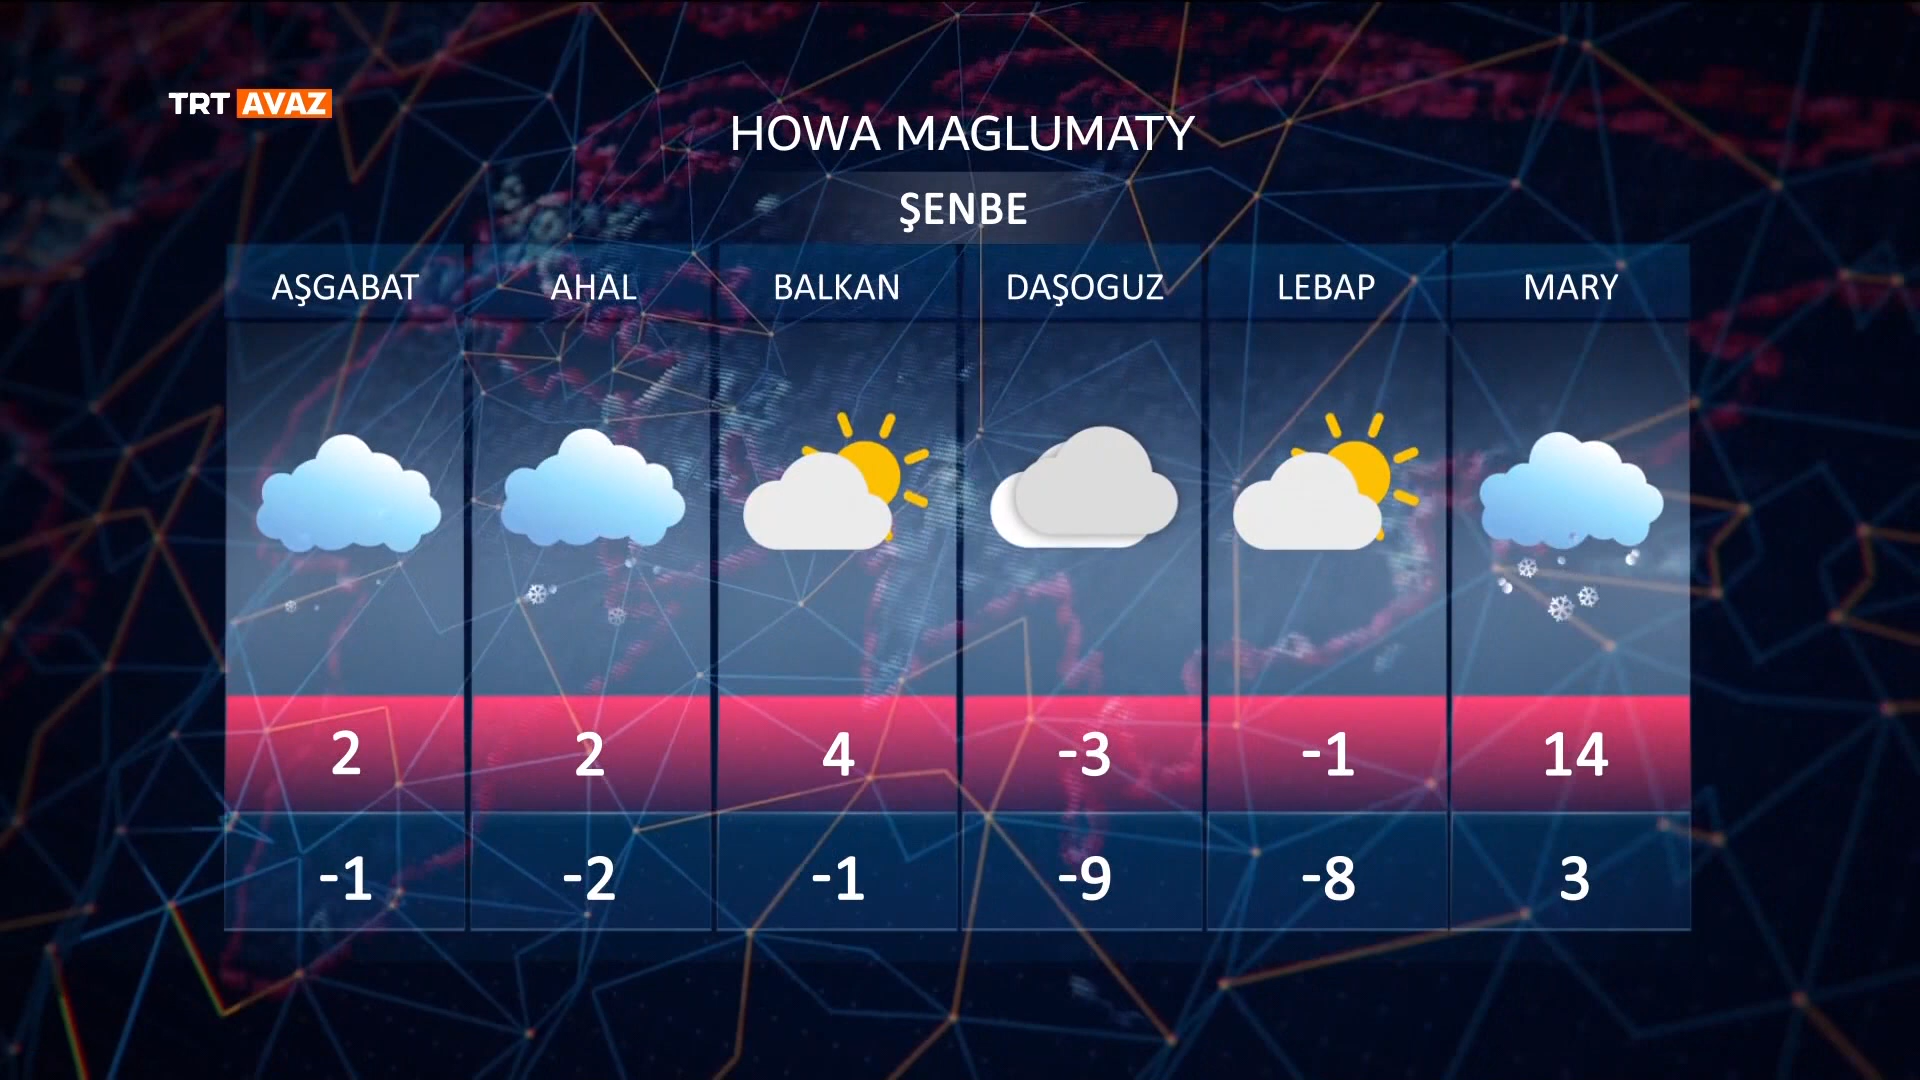 TRT AVAZ
HOWA MAGLUMATY
ŞENBE
AŞGABAT AHAL BALKAN DAŞOGUZ LEBAP MARY
2 2 4 -3 -1 14
-1 -2 -1 -9 -8 3